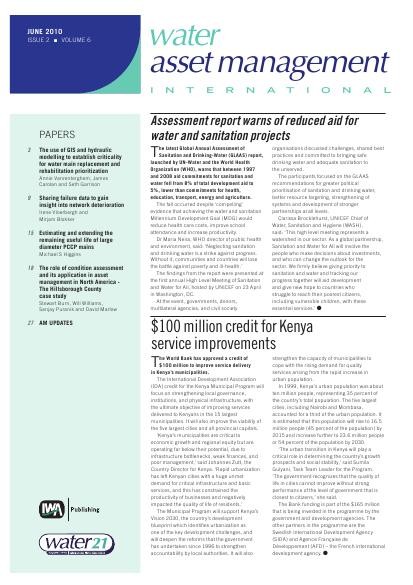 JUNE 2010
ISSUE 2 ■ VOLUME 6
water
asset management
INTERNATIONAL
PAPERS
2 The use of GIS and hydraulic
modelling to establish criticality
for water main replacement and
rehabilitation prioritization
Annie Vanrenterghem, James
Carolan and Seth Garrison
9 Sharing failure data to gain
insight into network deterioration
Irene Vloerbergh and
Mirjam Blokker
15 Estimating and extending the
remaining useful life of large
diameter PCCP mains
Michael S Higgins
18 The role of condition assessment
and its application in asset
management in North America -
The Hillsborough County
case study
Stewart Burn, Will Williams,
Sanjay Puranik and David Marlow
27 AM UPDATES
IWA Publishing
water21
Assessment report warns of reduced aid for
water and sanitation projects
The latest Global Annual Assessment of
Sanitation and Drinking-Water (GLAAS) report,
launched by UN-Water and the World Health
Organization (WHO), warns that between 1997
and 2008 aid commitments for sanitation and
water fell from 8% of total development aid to
5%, lower than commitments for health,
education, transport, energy and agriculture.
The fall occurred despite 'compelling'
evidence that achieving the water and sanitation
Millennium Development Goal (MDG) would
reduce health care costs, improve school
attendance and increase productivity.
Dr Maria Neira, WHO director of public health
and environment, said: 'Neglecting sanitation
and drinking water is a strike against progress.
Without it, communities and countries will lose
the battle against poverty and ill-health.'
The findings from the report were presented at
the first annual High Level Meeting of Sanitation
and Water for All, hosted by UNICEF on 23 April
in Washington, DC.
At the event, governments, donors,
multilateral agencies, and civil society
organisations discussed challenges, shared best
practices and committed to bringing safe
drinking water and adequate sanitation to the
unserved.
The participants focused on the GLAAS
recommendations for greater political
prioritisation of sanitation and drinking water,
better resource targeting, strengthening of
systems and development of stronger
partnerships at all levels.
Clarissa Brocklehurst, UNICEF Chief of
Water, Sanitation and Hygiene (WASH),
said: 'This high level meeting represents a
watershed in our sector. As a global partnership,
Sanitation and Water for All will involve the
people who make decisions about investments,
and who can change the outlook for the
sector. We firmly believe giving priority to
sanitation and water and tracking our
progress together will aid development
and give new hope to countries who
struggle to reach their poorest citizens,
including vulnerable children, with these
essential services.' ●
$100 million credit for Kenya
service improvements
The World Bank has approved a credit of
$100 million to improve service delivery
in Kenya's municipalities.
The International Development Association
(IDA) credit for the Kenya Municipal Program will
focus on strengthening local governance,
institutions, and physical infrastructure, with
the ultimate objective of improving services
delivered to Kenyans in the 15 largest
municipalities. It will also improve the viability of
the five largest cities and all provincial capitals.
'Kenya's municipalities are critical to
economic growth and regional equity but are
operating far below their potential, due to
infrastructure bottlenecks, weak finances, and
poor management,' said Johannes Zutt, the
Country Director for Kenya. 'Rapid urbanization
has left Kenyan cities with a huge unmet
demand for critical infrastructure and basic
services, and this has constrained the
productivity of businesses and negatively
impacted the quality of life of residents.'
The Municipal Program will support Kenya's
Vision 2030, the country's development
blueprint which identifies urbanization as
one of the key development challenges, and
will deepen the reforms that the government
has undertaken since 1996 to strengthen
accountability by local authorities. It will also
strengthen the capacity of municipalities to
cope with the rising demand for quality
services arising from the rapid increase in
urban population.
In 1999, Kenya's urban population was about
ten million people, representing 35 percent of
the country's total population. The five largest
cities, including Nairobi and Mombasa,
accounted for a third of the urban population. It
is estimated that this population will rise to 16.5
million people (45 percent of the population) by
2015 and increase further to 23.6 million people
or 54 percent of the population by 2030.
'The urban transition in Kenya will play a
critical role in determining the country's growth
prospects and social stability,' said Sumila
Gulyani, Task Team Leader for the Program.
'The government recognizes that the quality of
life in cities cannot improve without strong
performance of the level of government that is
closest to citizens,' she said.
The Bank funding is part of the $165 million
that is being invested in the programme by the
government and development agencies. The
other partners in the programme are the
Swedish International Development Agency
(SIDA) and Agence Française de
Développement (AFD) – the French international
development agency. ●